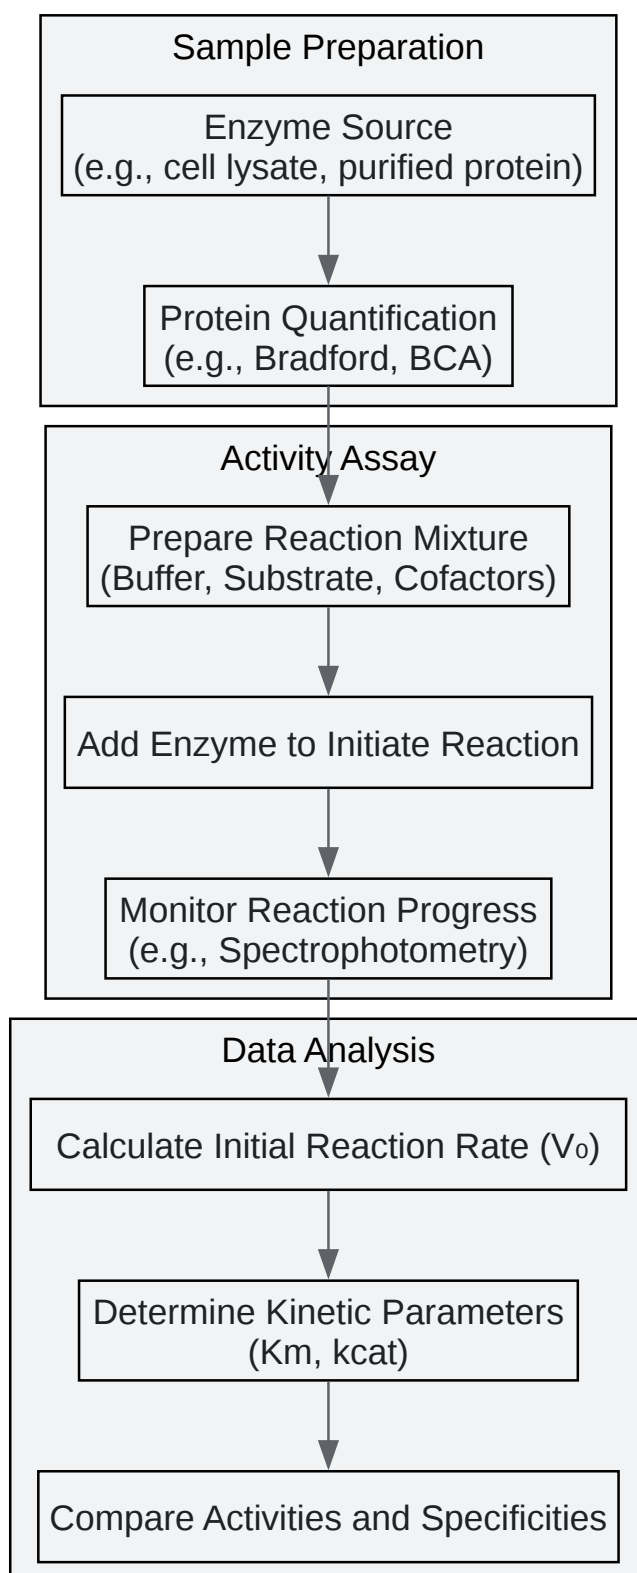 Sample Preparation
Enzyme Source
(e.g., cell lysate, purified protein)
Protein Quantification
(e.g., Bradford, BCA)
Activity Assay
Prepare Reaction Mixture
(Buffer, Substrate, Cofactors)
Add Enzyme to Initiate Reaction
Monitor Reaction Progress
(e.g., Spectrophotometry)
Data Analysis
Calculate Initial Reaction Rate (V₀)
Determine Kinetic Parameters
(Km, kcat)
Compare Activities and Specificities